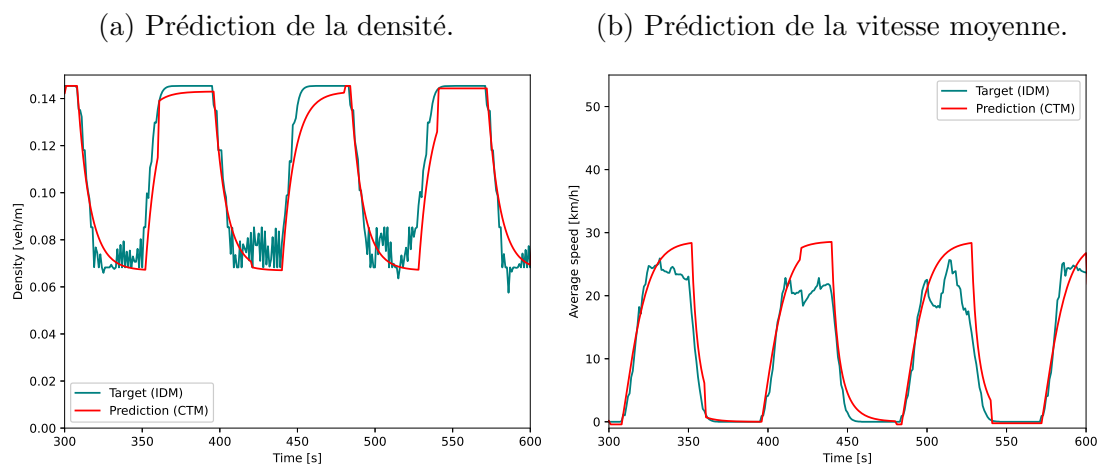 (a) Prédiction de la densité.
(b) Prédiction de la vitesse moyenne.
0.14
0.12
0.10
0.08
0.06
0.04
0.02
0.00
Density [veh/m]
Target (IDM)
Prediction (CTM)
300 350 400 450 500 550 600
Time [s]
50
40
30
20
10
0
Average speed [km/h]
Target (IDM)
Prediction (CTM)
300 350 400 450 500 550 600
Time [s]